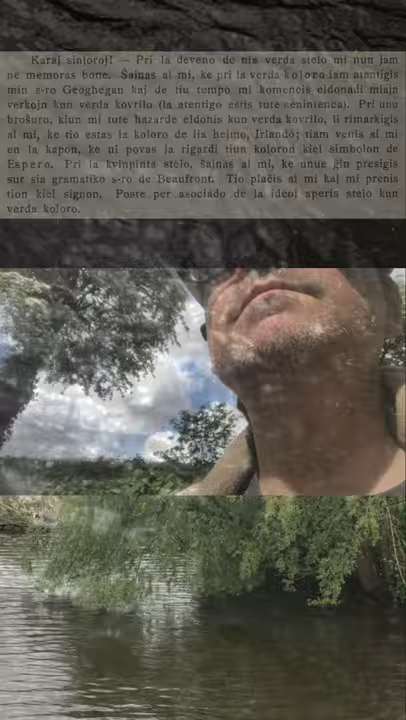 Karaj sinjoroj! — Pri la deveno de nia verda stelo mi nun jam
ne memoras bone. Ŝajnas al mi, ke pri la verda koloro iam atentigis
min s-ro Geoghegan kaj de tiu tempo mi komencis eldonadi miajn
verkojn kun verda kovrilo (la atentigo estis tute senintenca). Pri unu
broŝuro, kiun mi tute hazarde eldonis kun verda kovrilo, li rimarkigis
al mi, ke tio estas la koloro de lia hejmo, Irlando; tiam venis al mi
en la kapon, ke ni povas ja rigardi tiun koloron kiel simbolon de
Espero. Pri la kvinpinta stelo, ŝajnas al mi, ke unue ĝin presigis
sur sia gramatiko s-ro de Beaufront. Tio plaĉis al mi kaj mi prenis
tion kiel signon. Poste per asociado de la ideoj aperis stelo kun
verda koloro.